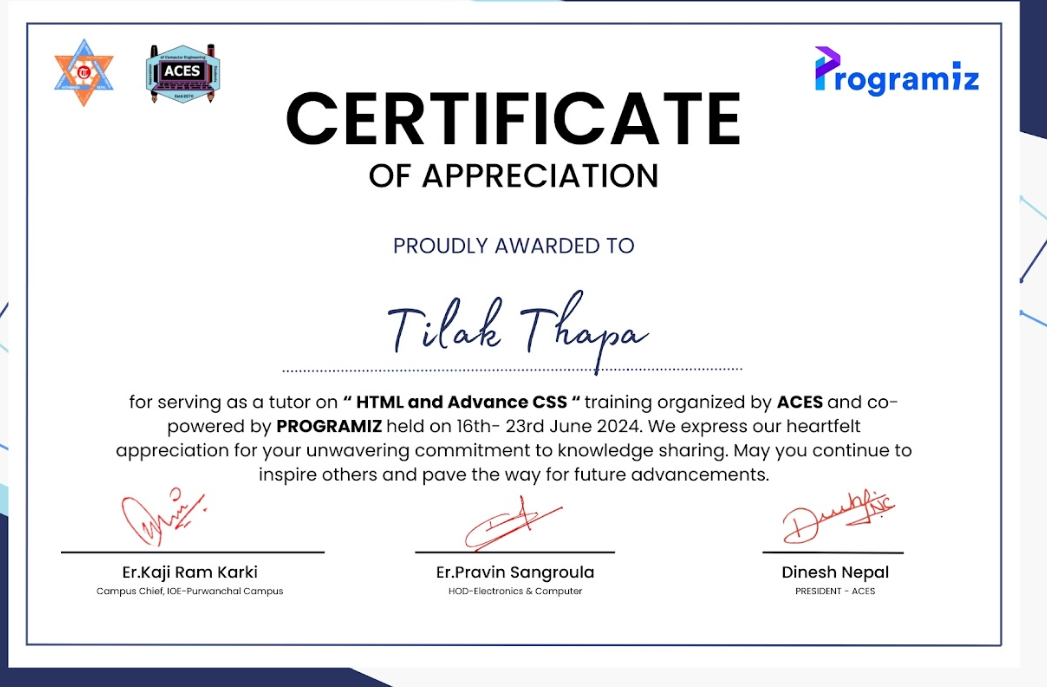 ACES
Programiz
CERTIFICATE
OF APPRECIATION
PROUDLY AWARDED TO
Tilak Thapa
for serving as a tutor on “ HTML and Advance CSS “ training organized by ACES and co-
powered by PROGRAMIZ held on 16th- 23rd June 2024. We express our heartfelt
appreciation for your unwavering commitment to knowledge sharing. May you continue to
inspire others and pave the way for future advancements.
Er.Kaji Ram Karki
Campus Chief, IOE-Purwanchal Campus
Er.Pravin Sangroula
HOD-Electronics & Computer
Dinesh Nepal
PRESIDENT - ACES